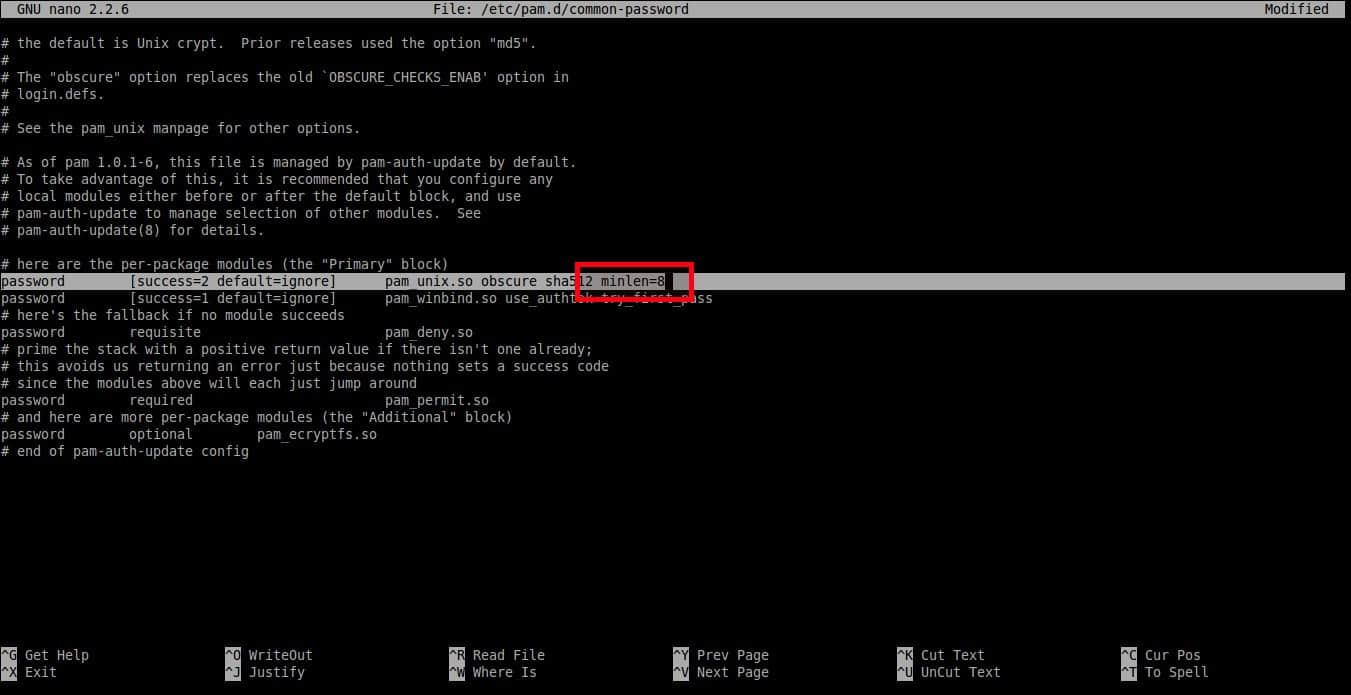 GNU nano 2.2.6 File: /etc/pam.d/common-password Modified
# the default is Unix crypt.  Prior releases used the option "md5".
#
# The "obscure" option replaces the old `OBSCURE_CHECKS_ENAB' option in
# login.defs.
#
# See the pam_unix manpage for other options.
# As of pam 1.0.1-6, this file is managed by pam-auth-update by default.
# To take advantage of this, it is recommended that you configure any
# local modules either before or after the default block, and use
# pam-auth-update to manage selection of other modules.  See
# pam-auth-update(8) for details.
# here are the per-package modules (the "Primary" block)
password        [success=2 default=ignore]      pam_unix.so obscure sha512 minlen=8
password        [success=1 default=ignore]      pam_winbind.so use_authtok try_first_pass
# here's the fallback if no module succeeds
password        requisite                       pam_deny.so
# prime the stack with a positive return value if there isn't one already;
# this avoids us returning an error just because nothing sets a success code
# since the modules above will each just jump around
password        required                        pam_permit.so
# and here are more per-package modules (the "Additional" block)
password        optional        pam_ecryptfs.so
# end of pam-auth-update config
^G Get Help ^O WriteOut ^R Read File ^Y Prev Page ^K Cut Text ^C Cur Pos
^X Exit ^J Justify ^W Where Is ^V Next Page ^U UnCut Text ^T To Spell